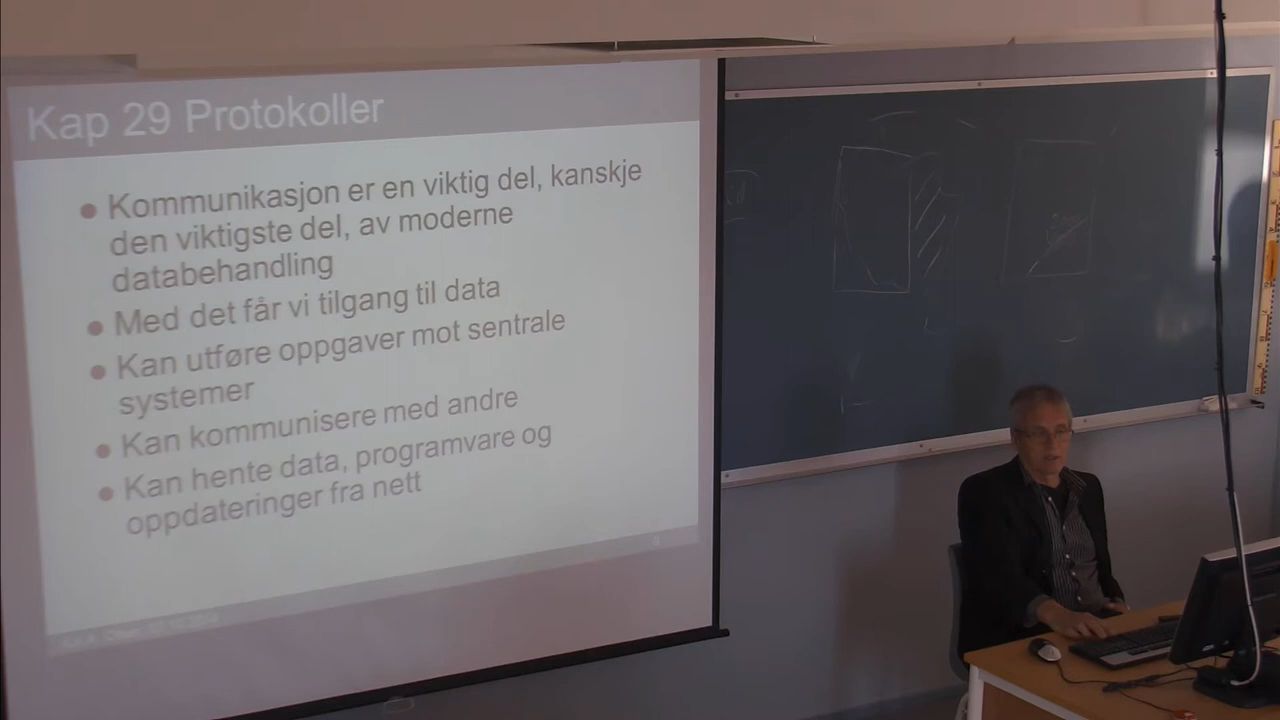 Kap 29 Protokoller
Kommunikasjon er en viktig del, kanskje
den viktigste del, av moderne
databehandling
Med det får vi tilgang til data
Kan utføre oppgaver mot sentrale
systemer
Kan kommunisere med andre
Kan hente data, programvare og
oppdateringer fra nett